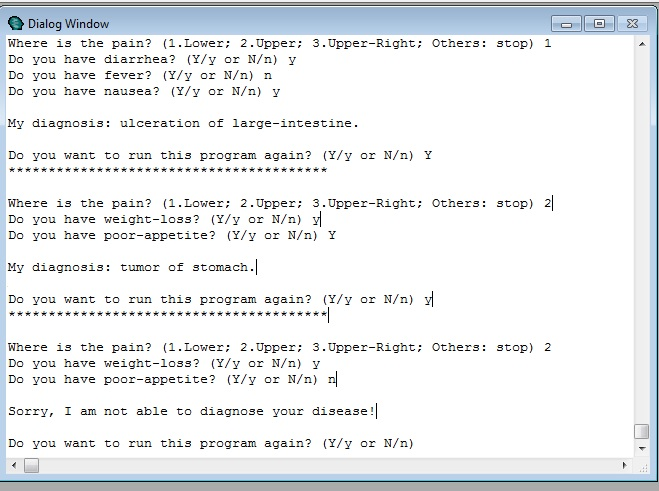 Dialog Window
Where is the pain? (1.Lower; 2.Upper; 3.Upper-Right; Others: stop) 1
Do you have diarrhea? (Y/y or N/n) y
Do you have fever? (Y/y or N/n) n
Do you have nausea? (Y/y or N/n) y
My diagnosis: ulceration of large-intestine.
Do you want to run this program again? (Y/y or N/n) Y
****************************************
Where is the pain? (1.Lower; 2.Upper; 3.Upper-Right; Others: stop) 2
Do you have weight-loss? (Y/y or N/n) y
Do you have poor-appetite? (Y/y or N/n) Y
My diagnosis: tumor of stomach.
Do you want to run this program again? (Y/y or N/n) y
****************************************
Where is the pain? (1.Lower; 2.Upper; 3.Upper-Right; Others: stop) 2
Do you have weight-loss? (Y/y or N/n) y
Do you have poor-appetite? (Y/y or N/n) n
Sorry, I am not able to diagnose your disease!
Do you want to run this program again? (Y/y or N/n)